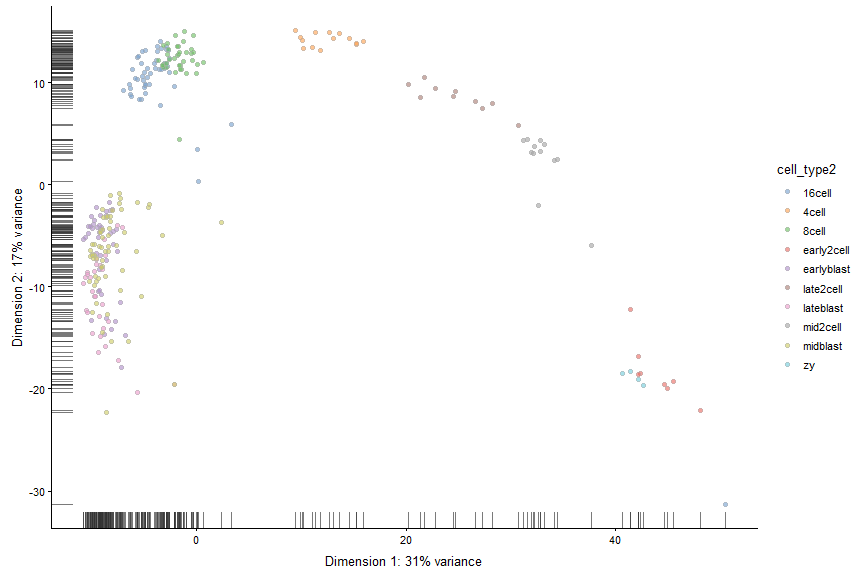 10
0
-10
-20
-30
Dimension 2: 17% variance
0
20
40
Dimension 1: 31% variance
cell_type2
16cell
4cell
8cell
early2cell
earlyblast
late2cell
lateblast
mid2cell
midblast
zy